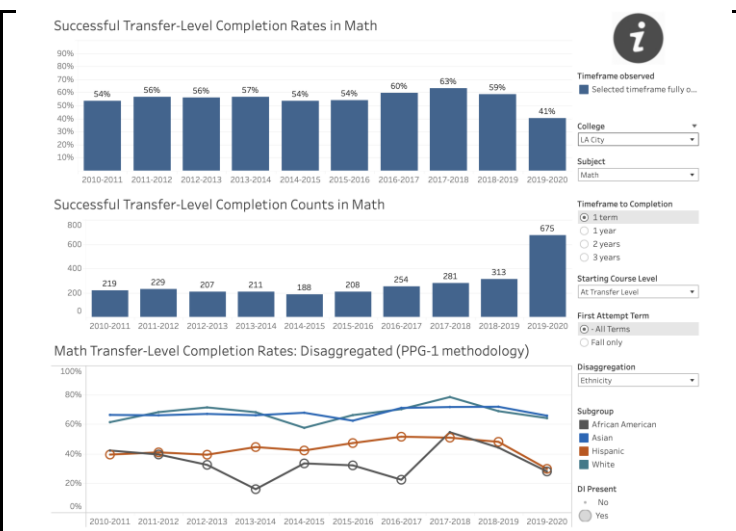 Successful Transfer-Level Completion Rates in Math
90%
80%
70%
60%
50%
40%
30%
20%
10%
54% 56% 56% 57% 54% 54% 60% 63% 59% 41%
2010-2011 2011-2012 2012-2013 2013-2014 2014-2015 2015-2016 2016-2017 2017-2018 2018-2019 2019-2020
Successful Transfer-Level Completion Counts in Math
800
600
400
200
0
219 229 207 211 188 208 254 281 313 675
2010-2011 2011-2012 2012-2013 2013-2014 2014-2015 2015-2016 2016-2017 2017-2018 2018-2019 2019-2020
Math Transfer-Level Completion Rates: Disaggregated (PPG-1 methodology)
100%
80%
60%
40%
20%
0%
2010-2011 2011-2012 2012-2013 2013-2014 2014-2015 2015-2016 2016-2017 2017-2018 2018-2019 2019-2020
i
Timeframe observed
Selected timeframe fully o...
College
LA City
Subject
Math
Timeframe to Completion
1 term
1 year
2 years
3 years
Starting Course Level
At Transfer Level
First Attempt Term
- All Terms
Fall only
Disaggregation
Ethnicity
Subgroup
African American
Asian
Hispanic
White
DI Present
No
Yes